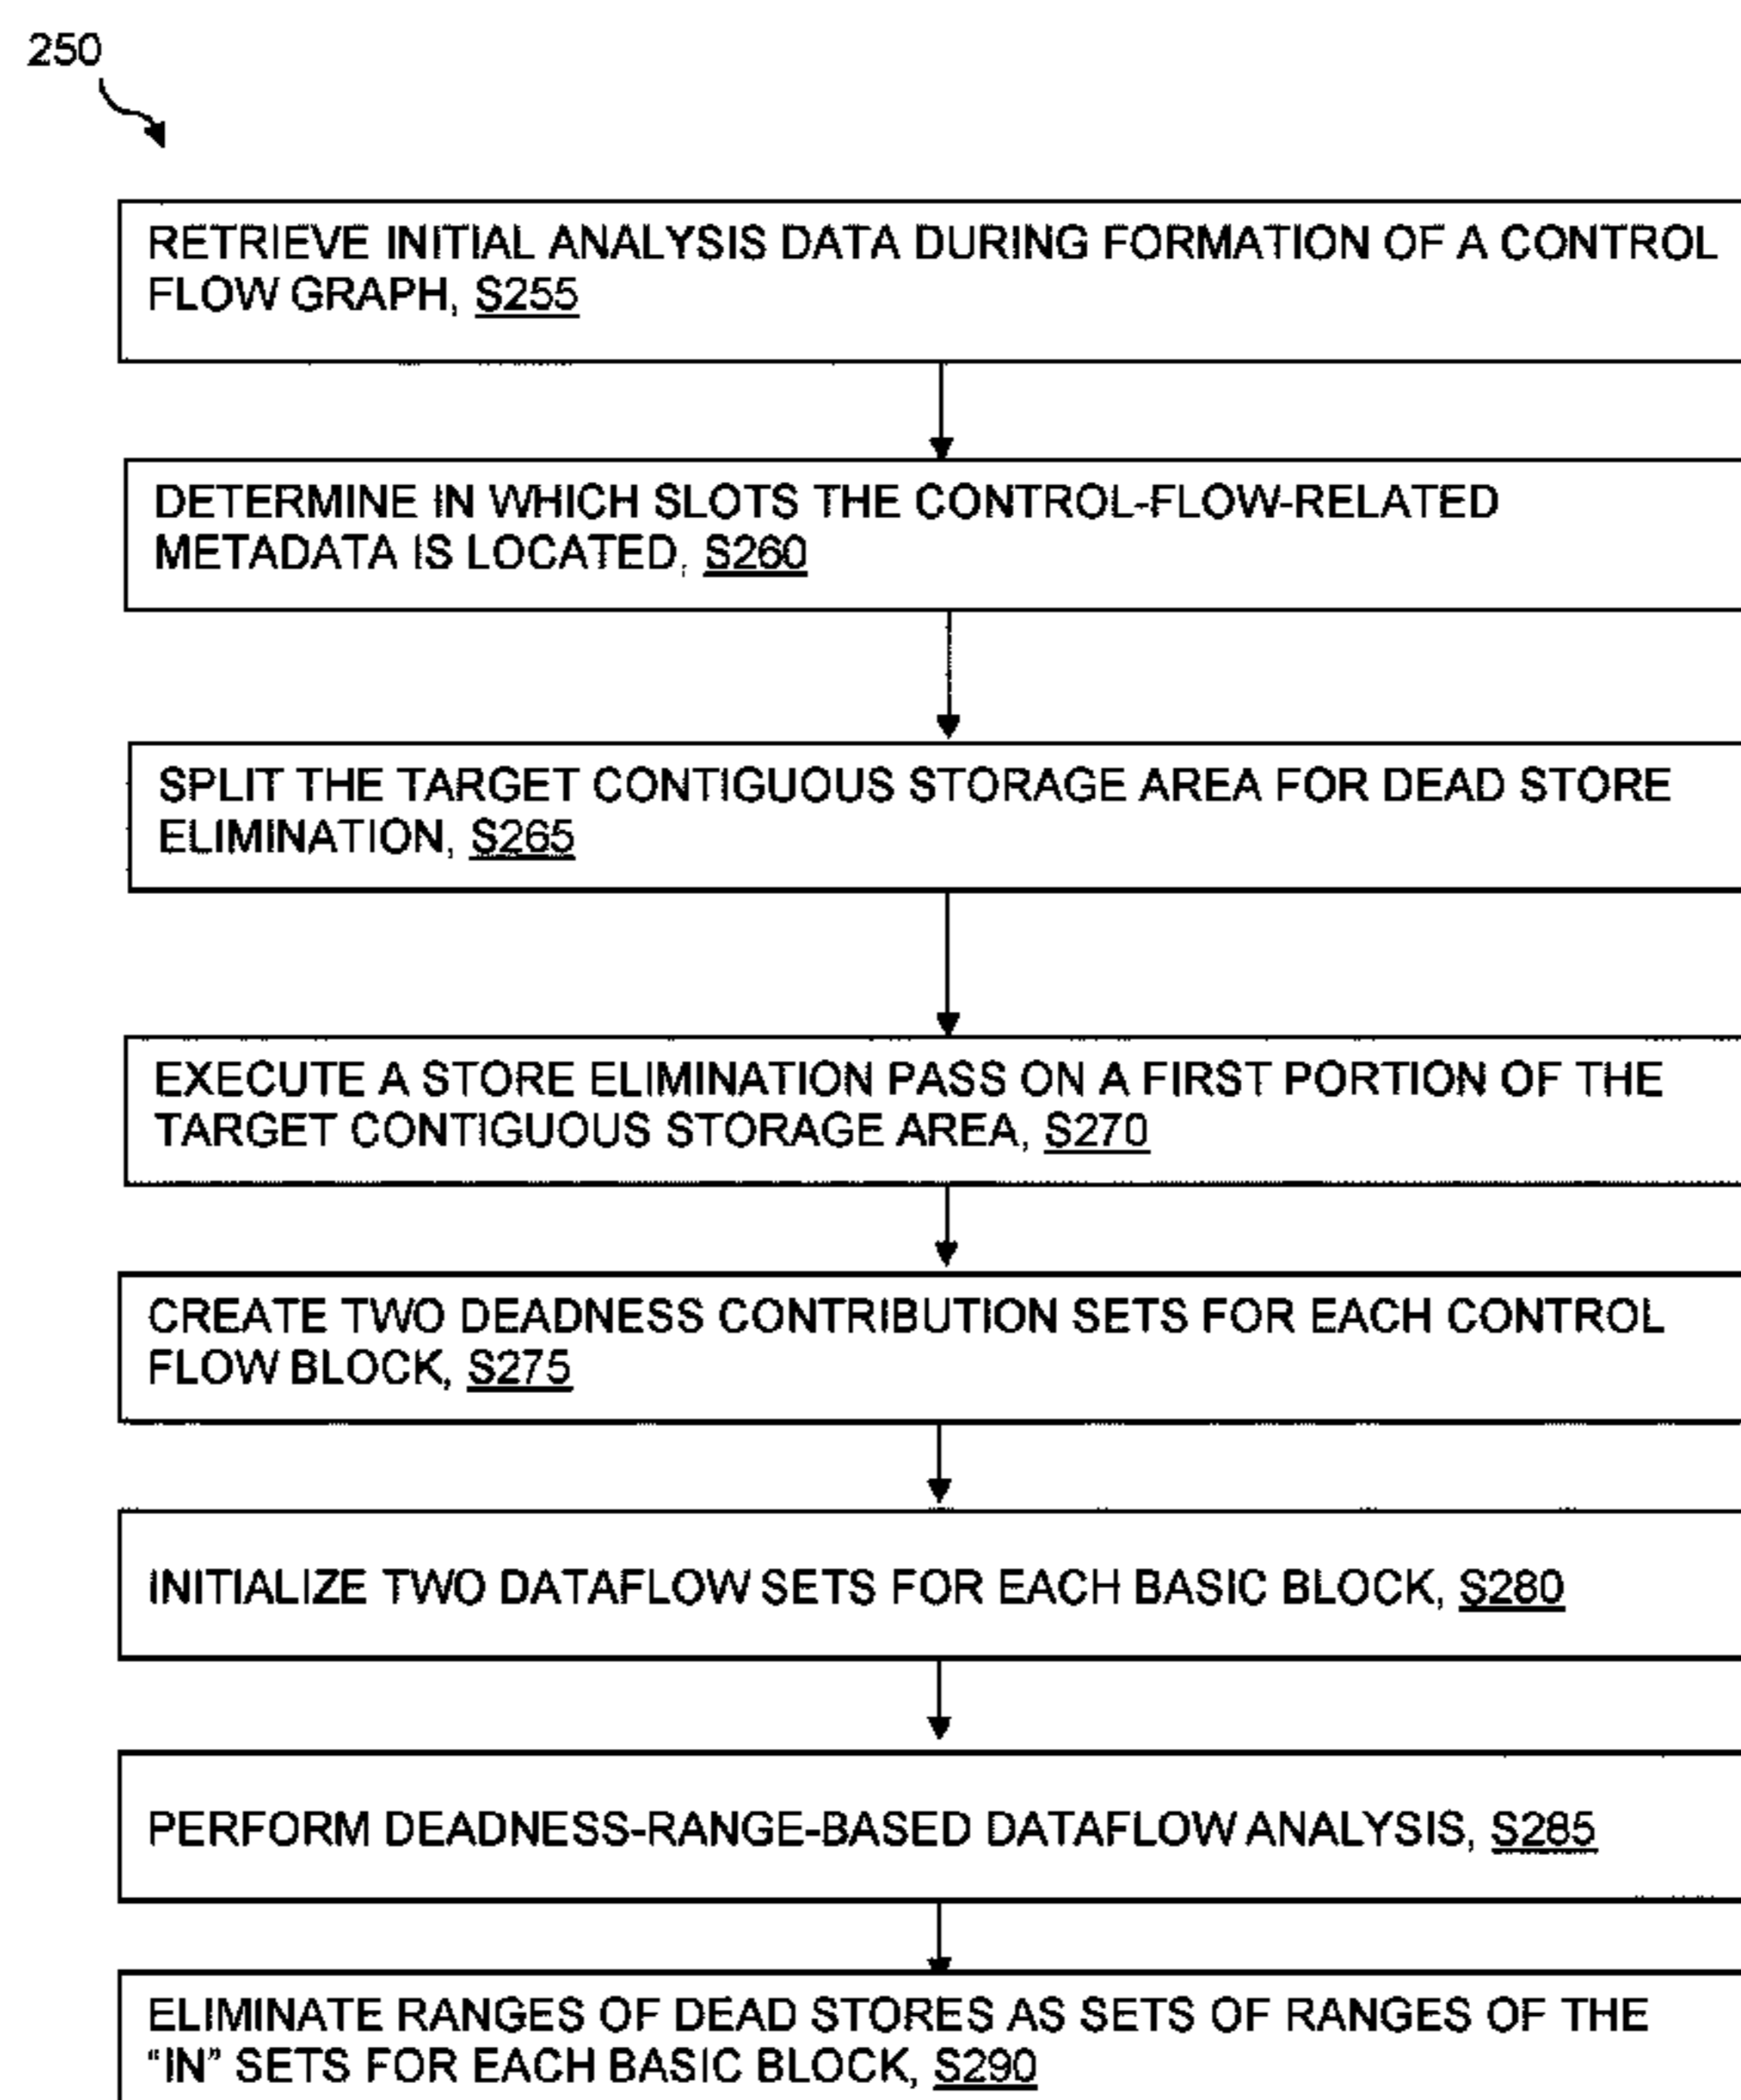 250
RETRIEVE INITIAL ANALYSIS DATA DURING FORMATION OF A CONTROL
FLOW GRAPH, S255
DETERMINE IN WHICH SLOTS THE CONTROL-FLOW-RELATED
METADATA IS LOCATED, S260
SPLIT THE TARGET CONTIGUOUS STORAGE AREA FOR DEAD STORE
ELIMINATION, S265
EXECUTE A STORE ELIMINATION PASS ON A FIRST PORTION OF THE
TARGET CONTIGUOUS STORAGE AREA, S270
CREATE TWO DEADNESS CONTRIBUTION SETS FOR EACH CONTROL
FLOW BLOCK, S275
INITIALIZE TWO DATAFLOW SETS FOR EACH BASIC BLOCK, S280
PERFORM DEADNESS-RANGE-BASED DATAFLOW ANALYSIS, S285
ELIMINATE RANGES OF DEAD STORES AS SETS OF RANGES OF THE
“IN” SETS FOR EACH BASIC BLOCK, S290